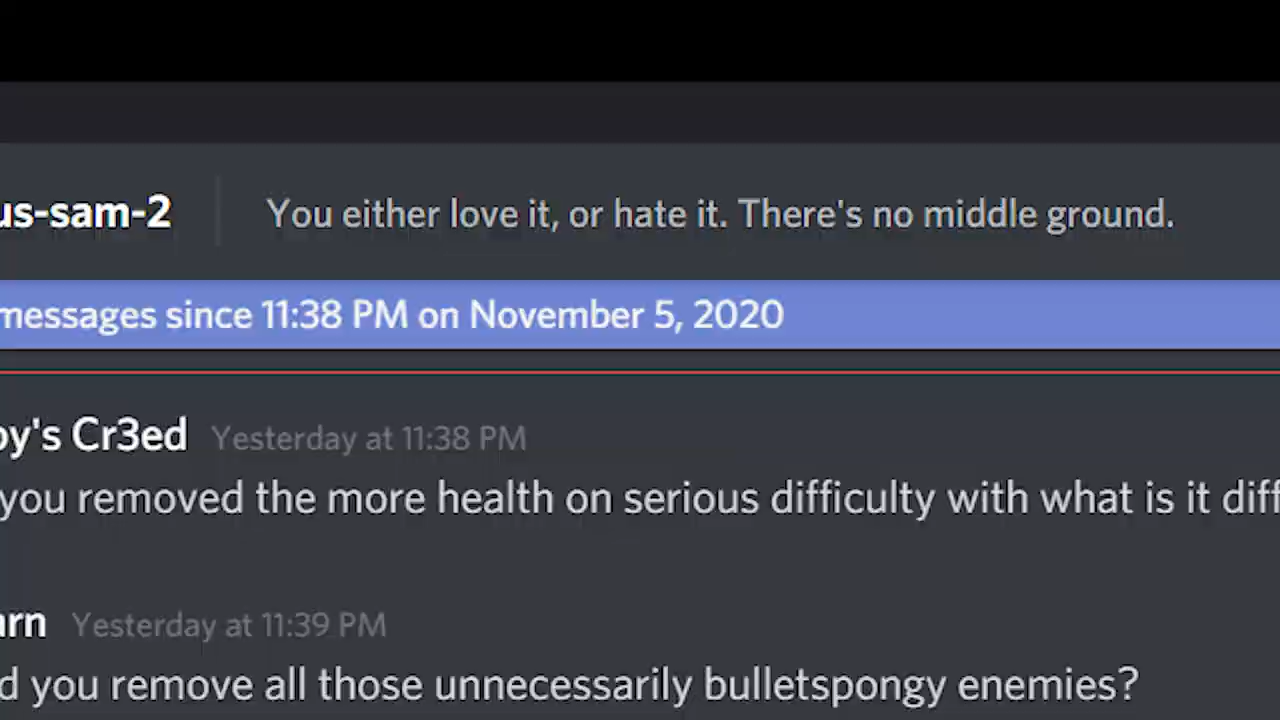 us-sam-2 You either love it, or hate it. There's no middle ground.
messages since 11:38 PM on November 5, 2020
oy's Cr3ed Yesterday at 11:38 PM
you removed the more health on serious difficulty with what is it diff
arn Yesterday at 11:39 PM
d you remove all those unnecessarily bulletspongy enemies?